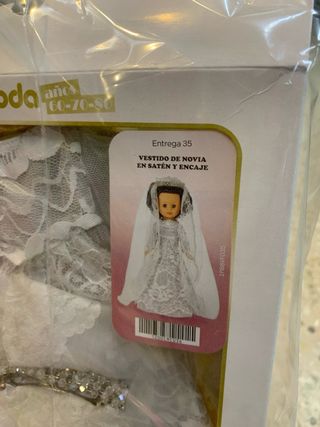 oda
años
60-70-80
Entrega 35
VESTIDO DE NOVIA
EN SATÉN Y ENCAJE